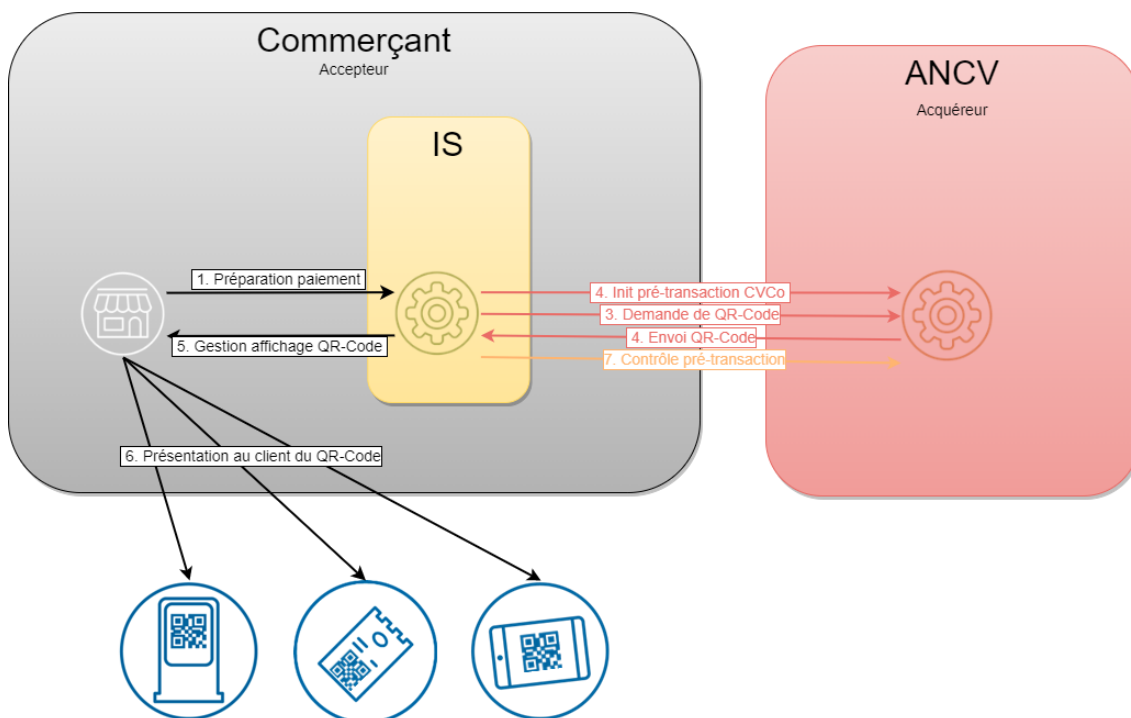 Commerçant
Accepteur
ANCV
Acquéreur
IS
1. Préparation paiement
4. Init pré-transaction CVCo
3. Demande de QR-Code
4. Envoi QR-Code
5. Gestion affichage QR-Code
7. Contrôle pré-transaction
6. Présentation au client du QR-Code